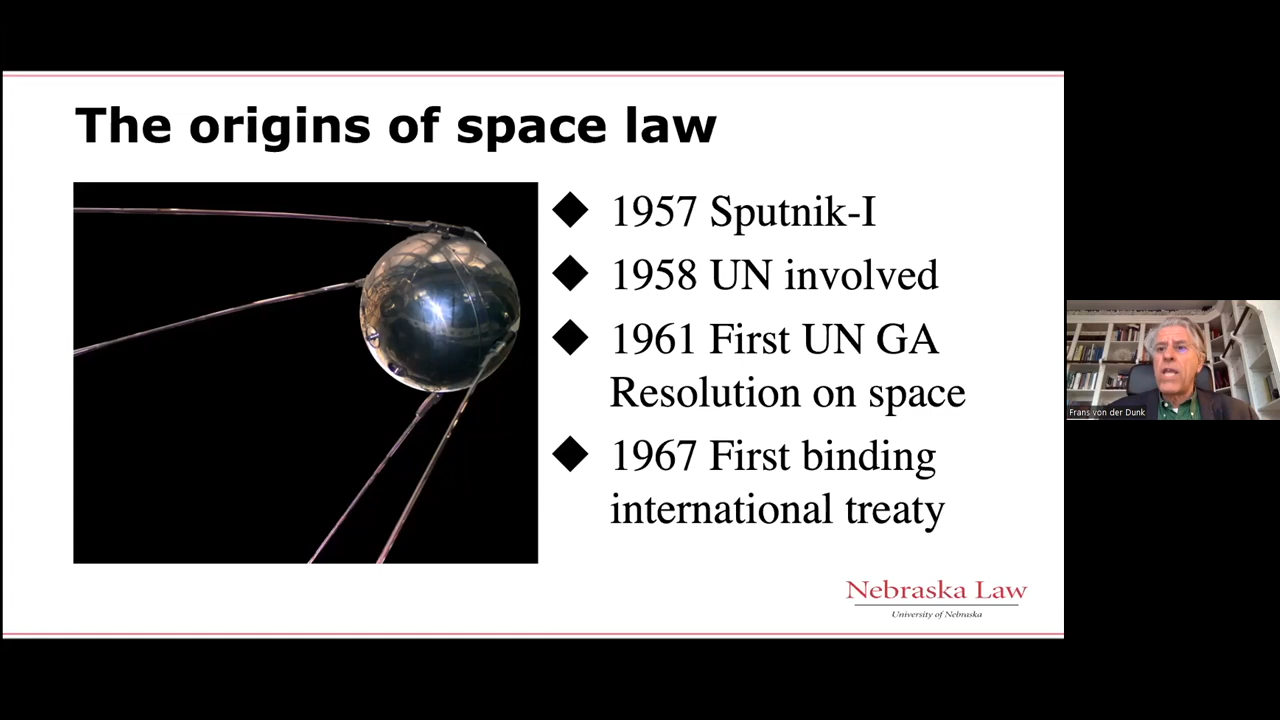 The origins of space law
◆ 1957 Sputnik-I
◆ 1958 UN involved
◆ 1961 First UN GA
Resolution on space
◆ 1967 First binding
international treaty
Nebraska Law
University of Nebraska
Frans von der Dunk